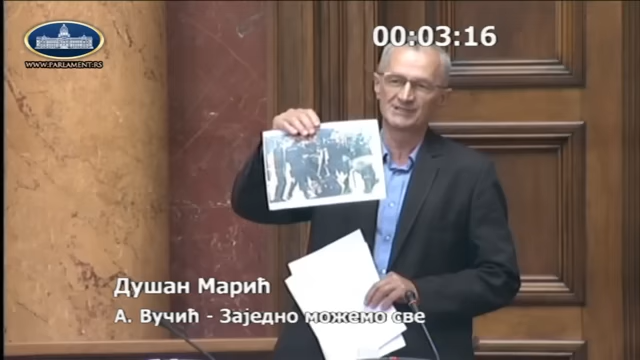 00:03:16
WWW.PARLAMENT.RS
Душан Марић
А. Вучић - Заједно можемо све